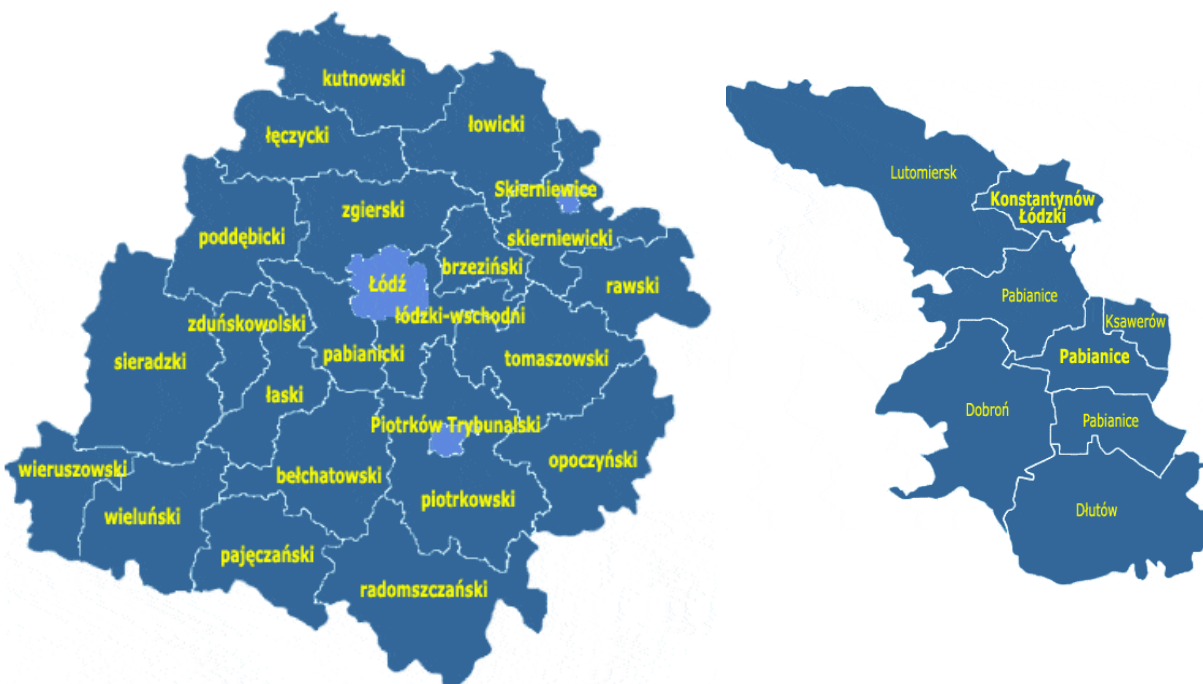 kutnowski
łowicki
łęczycki
Skierniewice
zgierski
poddębicki
skierniewicki
brzeziński
Łódź
rawski
łódzki-wschodni
zduńskowolski
pabianicki
tomaszowski
sieradzki
łaski
Piotrków Trybunalski
opoczyński
wieruszowski
bełchatowski
piotrkowski
wieluński
pajęczański
radomszczański
Lutomiersk
Konstantynów
Łódzki
Pabianice
Ksawerów
Pabianice
Dobroń
Pabianice
Dłutów